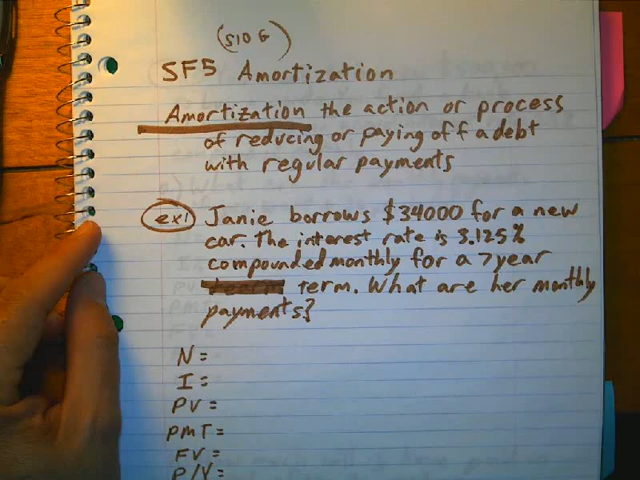 (S10 G)
SF5 Amortization
Amortization the action or process
of reducing or paying off a debt
with regular payments
ex1 Janie borrows $34000 for a new
car. The interest rate is 3.125%
compounded monthly for a 7 year
term. What are her monthly
payments?
N =
I =
PV =
PMT =
FV =
P/Y =